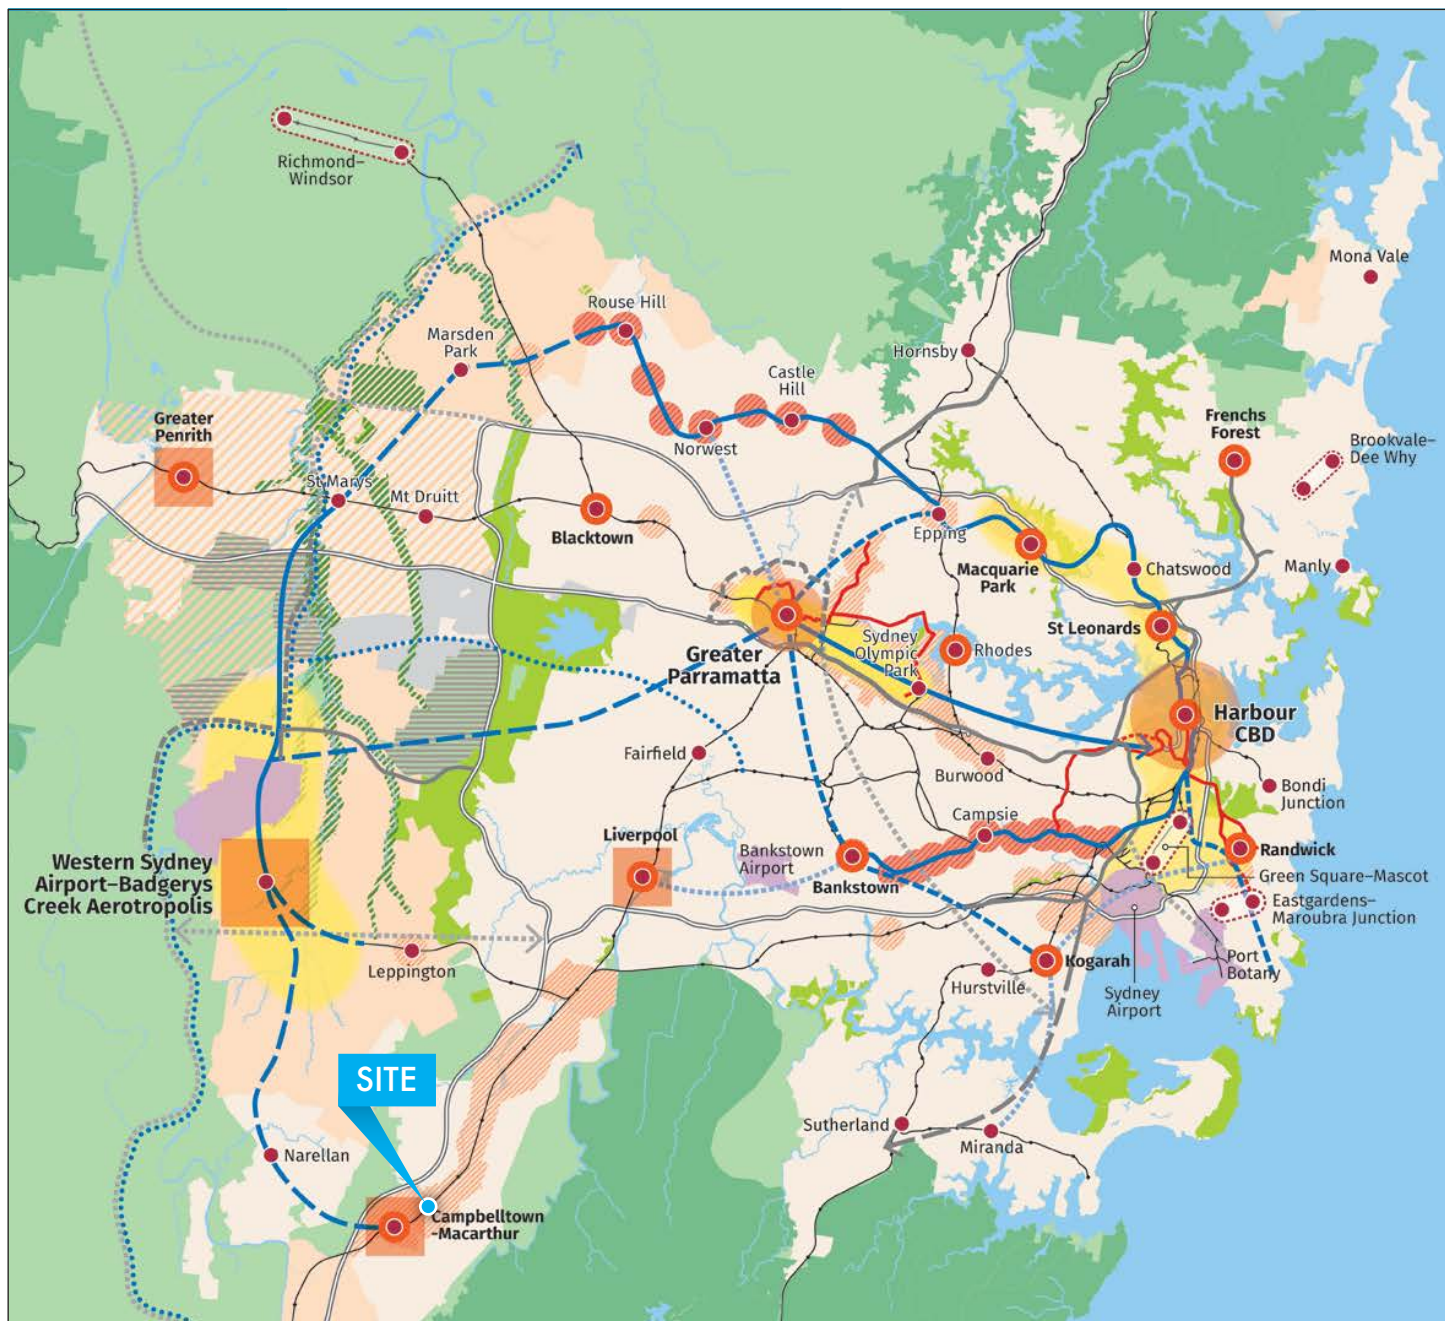 Richmond–
Windsor
Mona Vale
Rouse Hill
Marsden
Park
Hornsby
Castle
Hill
Greater
Penrith
Frenchs
Forest
Norwest
Brookvale–
Dee Why
St Marys
Mt Druitt
Blacktown
Epping
Macquarie
Park
Chatswood
Manly
St Leonards
Sydney
Olympic
Park
Rhodes
Greater
Parramatta
Harbour
CBD
Fairfield
Burwood
Bondi
Junction
Campsie
Liverpool
Western Sydney
Airport–Badgerys
Creek Aerotropolis
Bankstown
Airport
Bankstown
Randwick
Green Square–Mascot
Eastgardens–
Maroubra Junction
Leppington
Kogarah
Port
Botany
Hurstville
Sydney
Airport
SITE
Sutherland
Miranda
Narellan
Campbelltown
-Macarthur